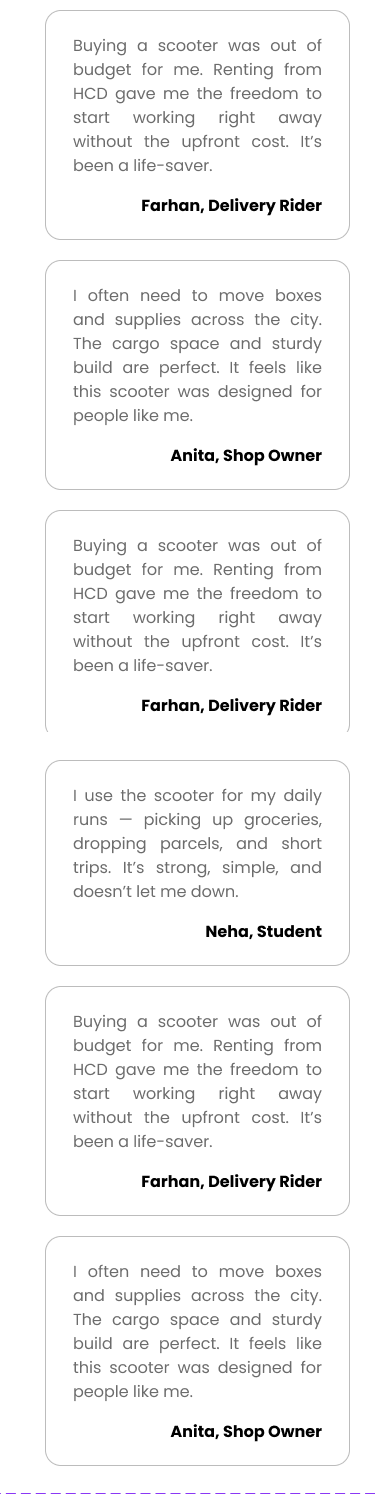 Buying a scooter was out of
budget for me. Renting from
HCD gave me the freedom to
start working right away
without the upfront cost. It's
been a life-saver.
Farhan, Delivery Rider
I often need to move boxes
and supplies across the city.
The cargo space and sturdy
build are perfect. It feels like
this scooter was designed for
people like me.
Anita, Shop Owner
Buying a scooter was out of
budget for me. Renting from
HCD gave me the freedom to
start working right away
without the upfront cost. It's
been a life-saver.
Farhan, Delivery Rider
I use the scooter for my daily
runs — picking up groceries,
dropping parcels, and short
trips. It's strong, simple, and
doesn't let me down.
Neha, Student
Buying a scooter was out of
budget for me. Renting from
HCD gave me the freedom to
start working right away
without the upfront cost. It's
been a life-saver.
Farhan, Delivery Rider
I often need to move boxes
and supplies across the city.
The cargo space and sturdy
build are perfect. It feels like
this scooter was designed for
people like me.
Anita, Shop Owner